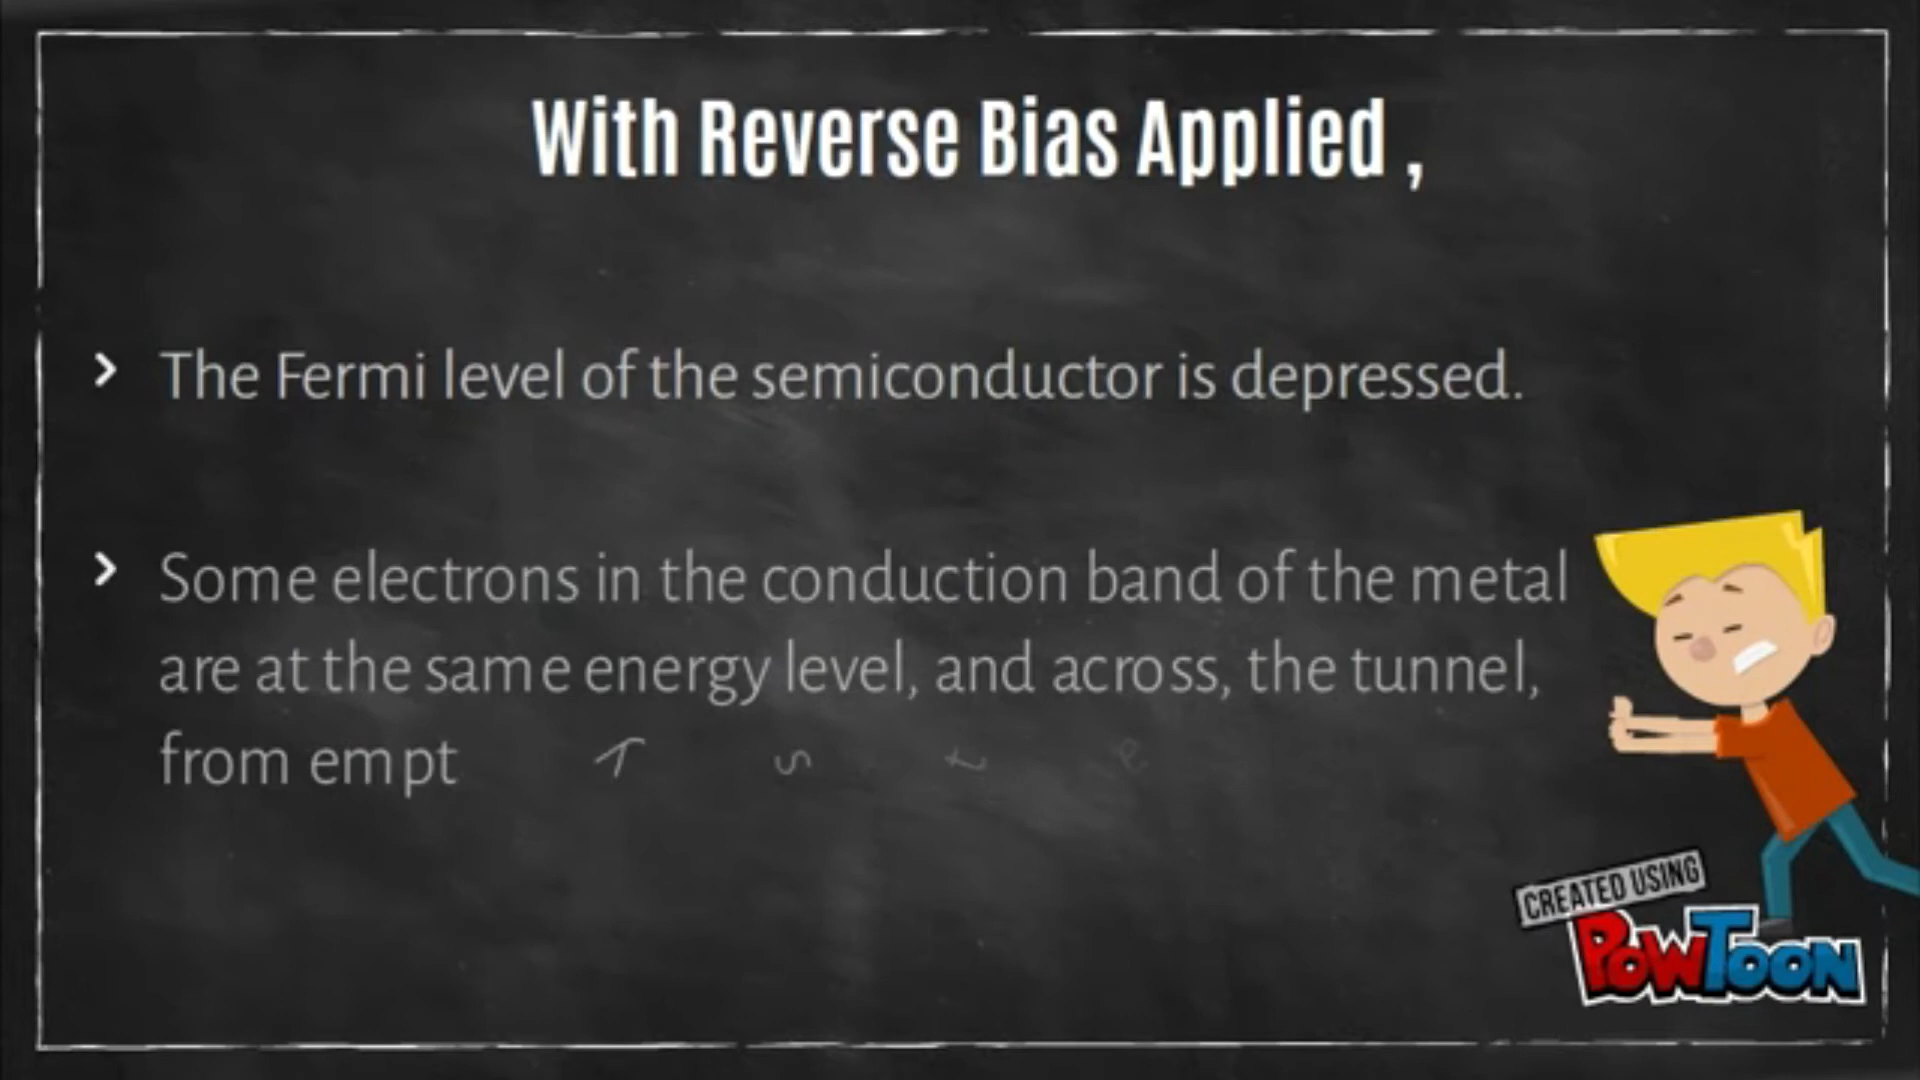 With Reverse Bias Applied ,
The Fermi level of the semiconductor is depressed.
Some electrons in the conduction band of the metal
are at the same energy level, and across, the tunnel,
from empt
CREATED USING
POWTOON